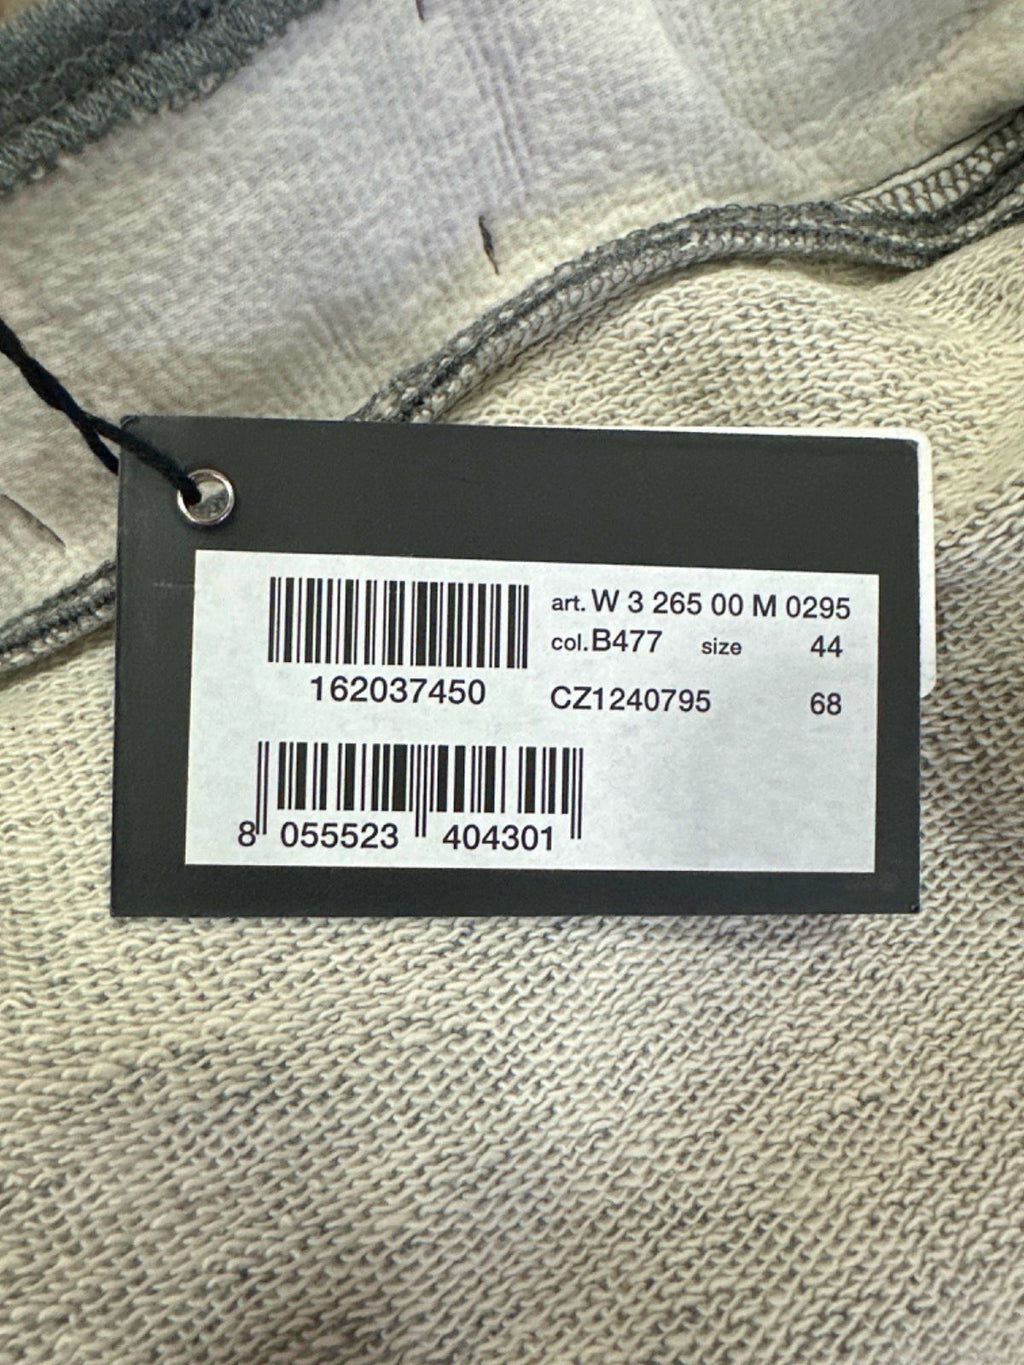 art. W 3 265 00 M 0295
col. B477 size 44
162037450
CZ1240795 68
8 055523 404301